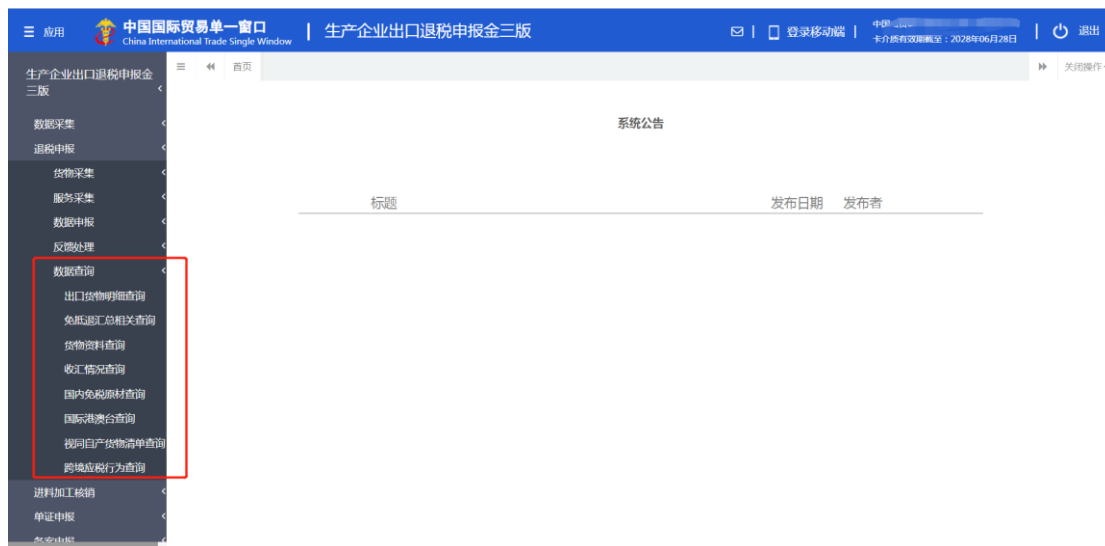 应用
中国国际贸易单一窗口
China International Trade Single Window
生产企业出口退税申报金三版
登录移动端
中国
卡介质有效期截至：2028年06月28日
退出
生产企业出口退税申报金
三版
首页
关闭操作
数据采集
退税申报
货物采集
服务采集
数据申报
反馈处理
数据查询
出口货物明细查询
免抵退汇总相关查询
货物资料查询
收汇情况查询
国内免税原材查询
国际港澳台查询
视同自产货物清单查询
跨境应税行为查询
进料加工核销
单证申报
备案申报
系统公告
标题
发布日期
发布者